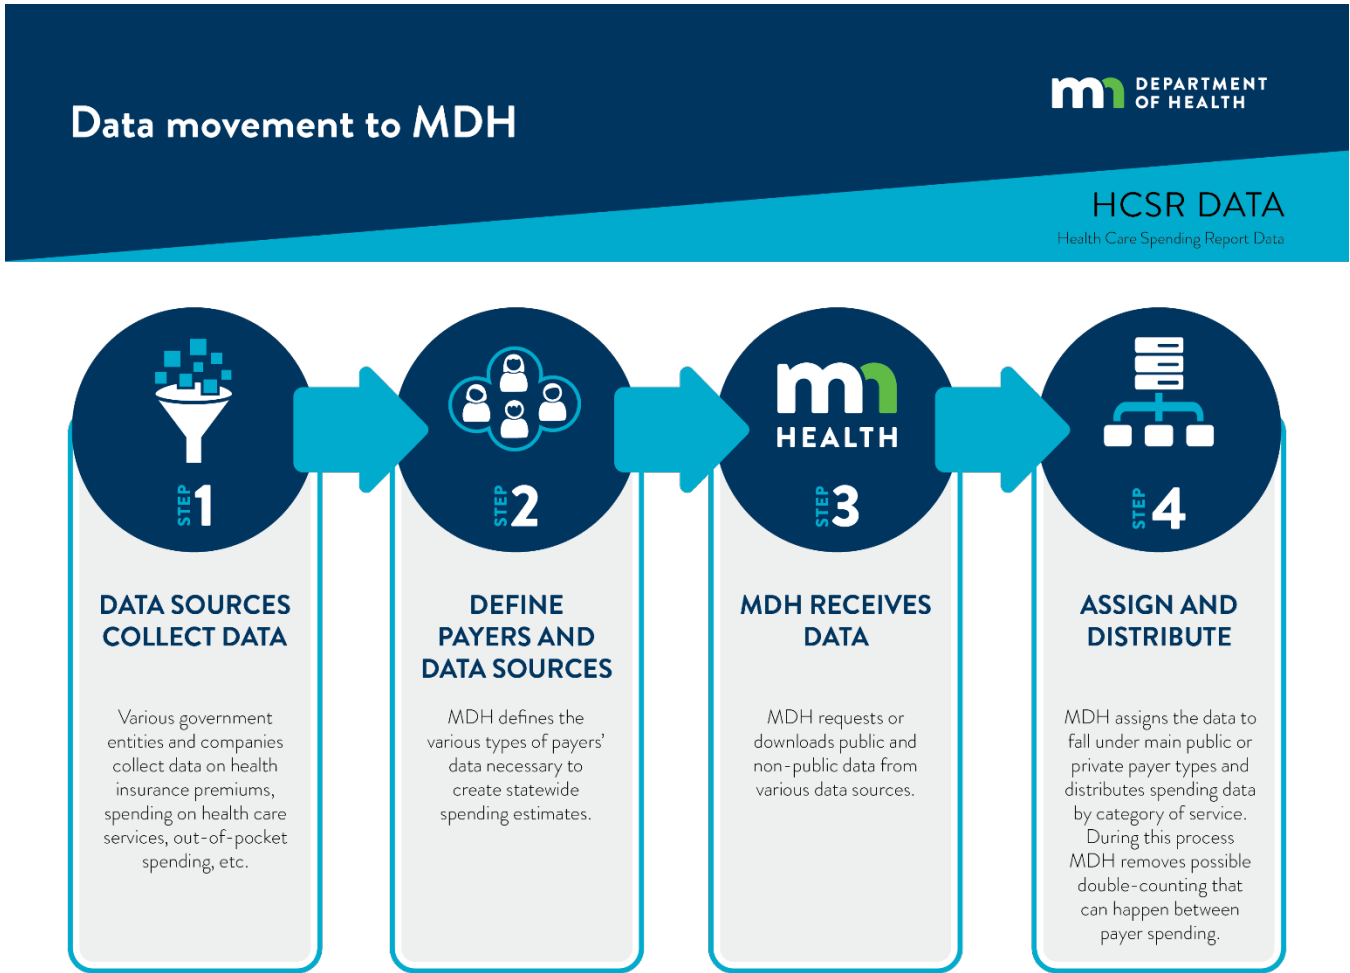 Data movement to MDH
mn DEPARTMENT
OF HEALTH
HCSR DATA
Health Care Spending Report Data
STEP 1
DATA SOURCES
COLLECT DATA
Various government
entities and companies
collect data on health
insurance premiums,
spending on health care
services, out-of-pocket
spending, etc.
STEP 2
DEFINE
PAYERS AND
DATA SOURCES
MDH defines the
various types of payers’
data necessary to
create statewide
spending estimates.
mn
HEALTH
STEP 3
MDH RECEIVES
DATA
MDH requests or
downloads public and
non-public data from
various data sources.
STEP 4
ASSIGN AND
DISTRIBUTE
MDH assigns the data to
fall under main public or
private payer types and
distributes spending data
by category of service.
During this process
MDH removes possible
double-counting that
can happen between
payer spending.